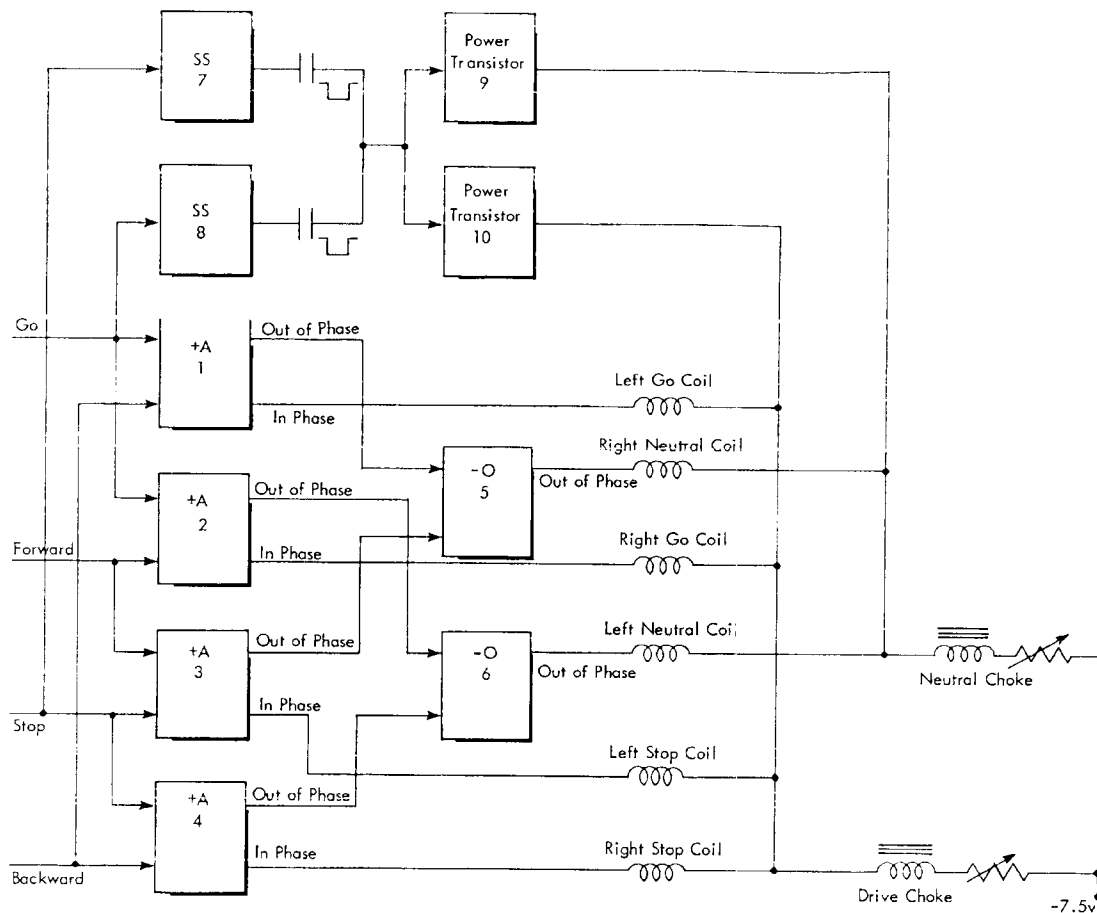 SS
7
Power
Transistor
9
SS
8
Power
Transistor
10
Go
+A
1
Out of Phase
In Phase
Left Go Coil
Right Neutral Coil
-O
5
Out of Phase
+A
2
Out of Phase
In Phase
Forward
Right Go Coil
+A
3
Out of Phase
In Phase
Stop
-O
6
Out of Phase
Left Neutral Coil
Neutral Choke
Left Stop Coil
+A
4
Out of Phase
In Phase
Backward
Right Stop Coil
Drive Choke
-7.5v